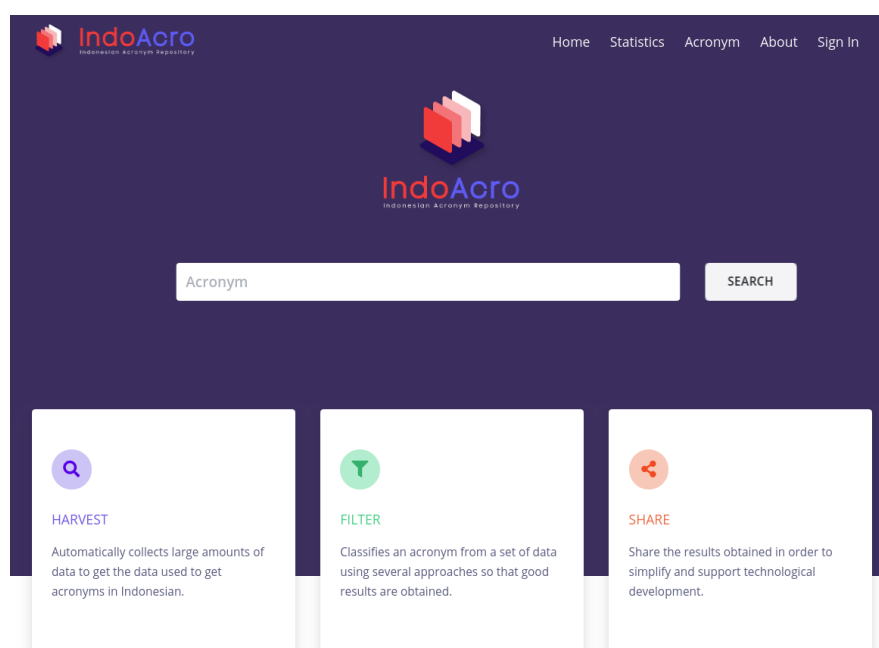 IndoAcro
Indonesian Acronym Repository
Home Statistics Acronym About Sign In
IndoAcro
Indonesian Acronym Repository
Acronym
SEARCH
HARVEST
Automatically collects large amounts of
data to get the data used to get
acronyms in Indonesian.
FILTER
Classifies an acronym from a set of data
using several approaches so that good
results are obtained.
SHARE
Share the results obtained in order to
simplify and support technological
development.